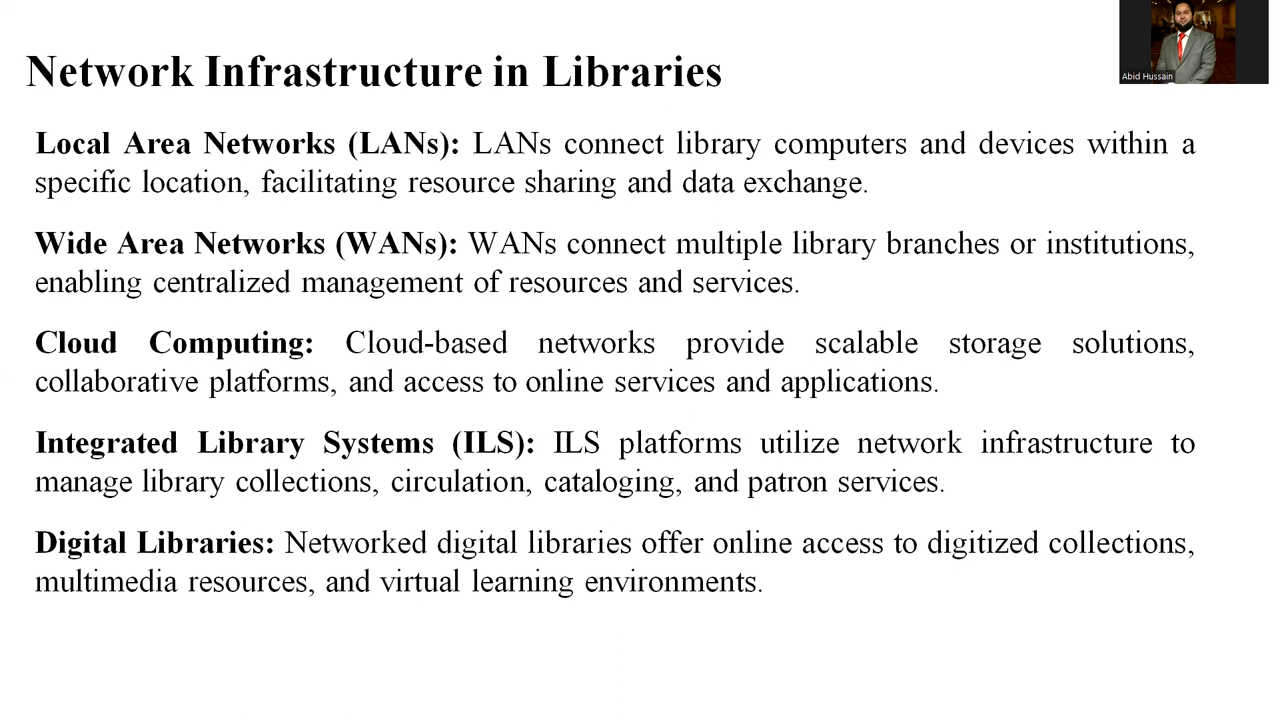 Network Infrastructure in Libraries
Abid Hussain
Local Area Networks (LANs): LANs connect library computers and devices within a
specific location, facilitating resource sharing and data exchange.
Wide Area Networks (WANs): WANs connect multiple library branches or institutions,
enabling centralized management of resources and services.
Cloud Computing: Cloud-based networks provide scalable storage solutions,
collaborative platforms, and access to online services and applications.
Integrated Library Systems (ILS): ILS platforms utilize network infrastructure to
manage library collections, circulation, cataloging, and patron services.
Digital Libraries: Networked digital libraries offer online access to digitized collections,
multimedia resources, and virtual learning environments.